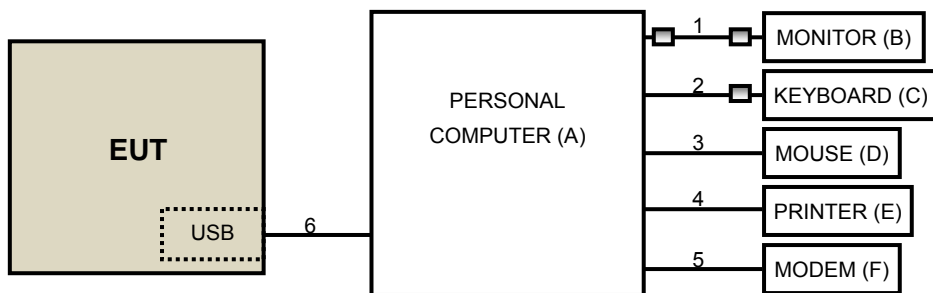 EUT
USB
6
PERSONAL
COMPUTER (A)
1
MONITOR (B)
2
KEYBOARD (C)
3
MOUSE (D)
4
PRINTER (E)
5
MODEM (F)